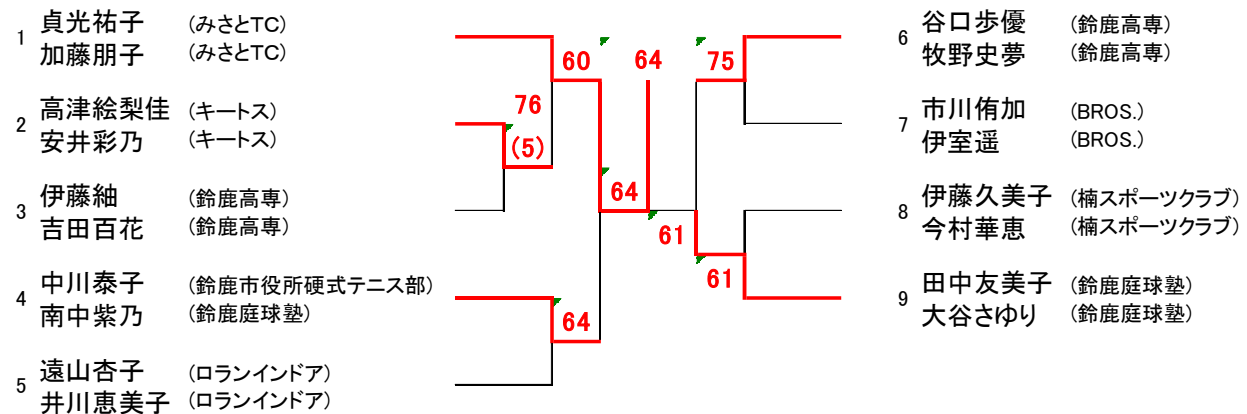 1 貞光祐子 (みさとTC)
加藤朋子 (みさとTC)
2 高津絵梨佳 (キートス)
安井彩乃 (キートス)
3 伊藤紬 (鈴鹿高専)
吉田百花 (鈴鹿高専)
4 中川泰子 (鈴鹿市役所硬式テニス部)
南中紫乃 (鈴鹿庭球塾)
5 遠山杏子 (ロランインドア)
井川恵美子 (ロランインドア)
60
76
(5)
64
64
64
75
61
61
6 谷口歩優 (鈴鹿高専)
牧野史夢 (鈴鹿高専)
7 市川侑加 (BROS.)
伊室遥 (BROS.)
8 伊藤久美子 (楠スポーツクラブ)
今村華恵 (楠スポーツクラブ)
9 田中友美子 (鈴鹿庭球塾)
大谷さゆり (鈴鹿庭球塾)